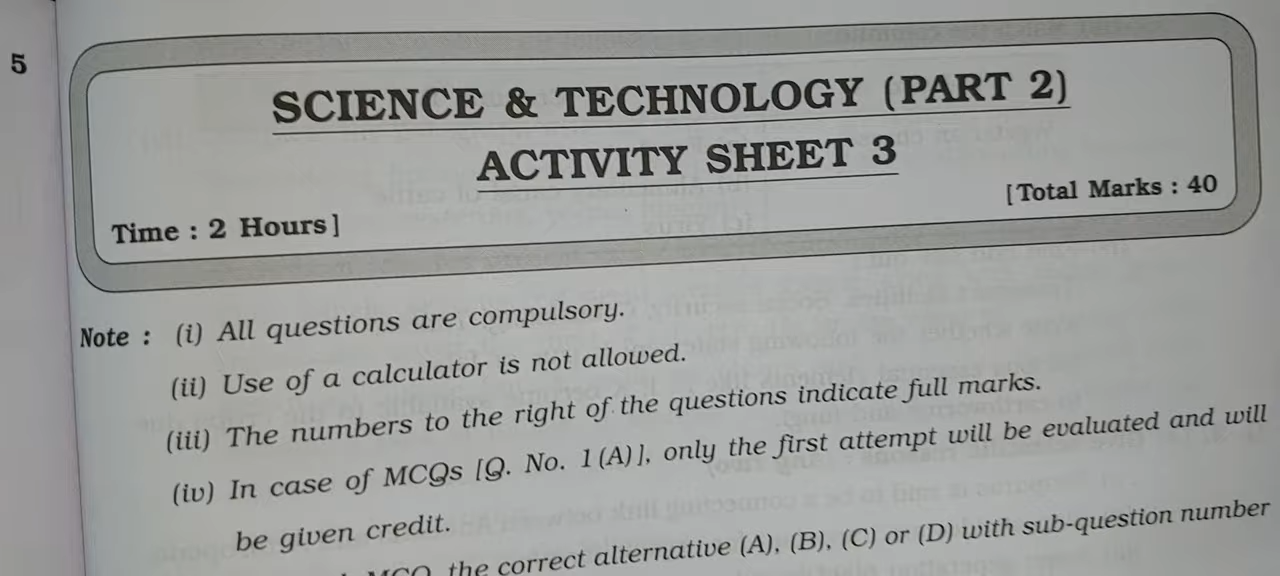 5
SCIENCE & TECHNOLOGY (PART 2)
ACTIVITY SHEET 3
[Total Marks : 40
Time : 2 Hours]
Note : (i) All questions are compulsory.
(ii) Use of a calculator is not allowed.
(iii) The numbers to the right of the questions indicate full marks.
(iv) In case of MCQs [Q. No. 1(A)], only the first attempt will be evaluated and will
be given credit.
MCQ, the correct alternative (A), (B), (C) or (D) with sub-question number